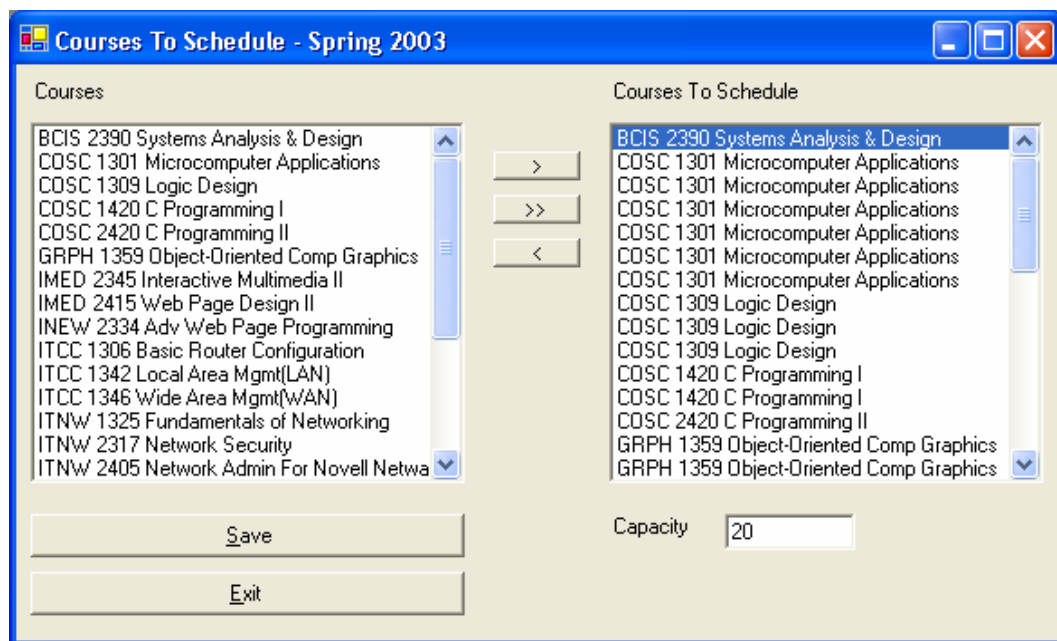 Courses To Schedule - Spring 2003
Courses
BCIS 2390 Systems Analysis & Design
COSC 1301 Microcomputer Applications
COSC 1309 Logic Design
COSC 1420 C Programming I
COSC 2420 C Programming II
GRPH 1359 Object-Oriented Comp Graphics
IMED 2345 Interactive Multimedia II
IMED 2415 Web Page Design II
INEW 2334 Adv Web Page Programming
ITCC 1306 Basic Router Configuration
ITCC 1342 Local Area Mgmt(LAN)
ITCC 1346 Wide Area Mgmt(WAN)
ITNW 1325 Fundamentals of Networking
ITNW 2317 Network Security
ITNW 2405 Network Admin For Novell Netwa
>
>>
<
Courses To Schedule
BCIS 2390 Systems Analysis & Design
COSC 1301 Microcomputer Applications
COSC 1301 Microcomputer Applications
COSC 1301 Microcomputer Applications
COSC 1301 Microcomputer Applications
COSC 1301 Microcomputer Applications
COSC 1301 Microcomputer Applications
COSC 1309 Logic Design
COSC 1309 Logic Design
COSC 1309 Logic Design
COSC 1420 C Programming I
COSC 1420 C Programming I
COSC 2420 C Programming II
GRPH 1359 Object-Oriented Comp Graphics
GRPH 1359 Object-Oriented Comp Graphics
Save
Exit
Capacity 20